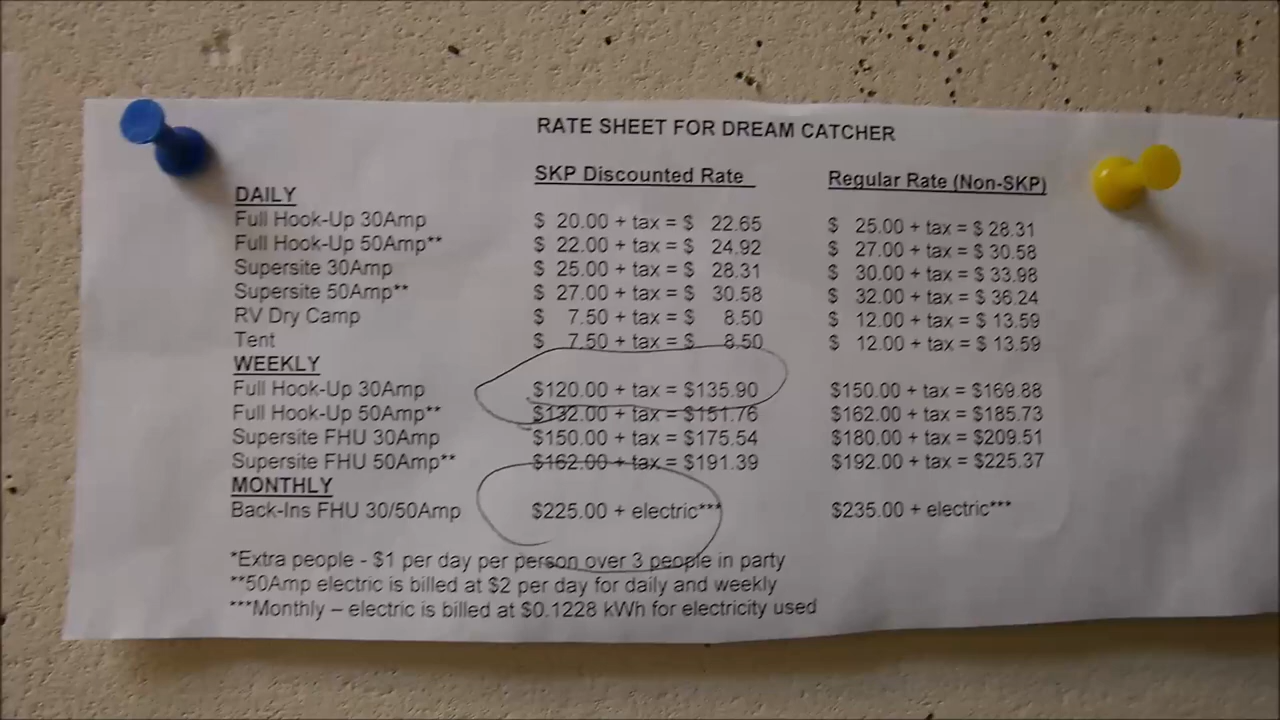 RATE SHEET FOR DREAM CATCHER
SKP Discounted Rate Regular Rate (Non-SKP)
DAILY
Full Hook-Up 30Amp $ 20.00 + tax = $ 22.65 $ 25.00 + tax = $ 28.31
Full Hook-Up 50Amp** $ 22.00 + tax = $ 24.92 $ 27.00 + tax = $ 30.58
Supersite 30Amp $ 25.00 + tax = $ 28.31 $ 30.00 + tax = $ 33.98
Supersite 50Amp** $ 27.00 + tax = $ 30.58 $ 32.00 + tax = $ 36.24
RV Dry Camp $ 7.50 + tax = $ 8.50 $ 12.00 + tax = $ 13.59
Tent $ 7.50 + tax = $ 8.50 $ 12.00 + tax = $ 13.59
WEEKLY
Full Hook-Up 30Amp $120.00 + tax = $135.90 $150.00 + tax = $169.88
Full Hook-Up 50Amp** $132.00 + tax = $151.76 $162.00 + tax = $185.73
Supersite FHU 30Amp $150.00 + tax = $175.54 $180.00 + tax = $209.51
Supersite FHU 50Amp** $162.00 + tax = $191.39 $192.00 + tax = $225.37
MONTHLY
Back-Ins FHU 30/50Amp $225.00 + electric*** $235.00 + electric***
*Extra people - $1 per day per person over 3 people in party
**50Amp electric is billed at $2 per day for daily and weekly
***Monthly – electric is billed at $0.1228 kWh for electricity used